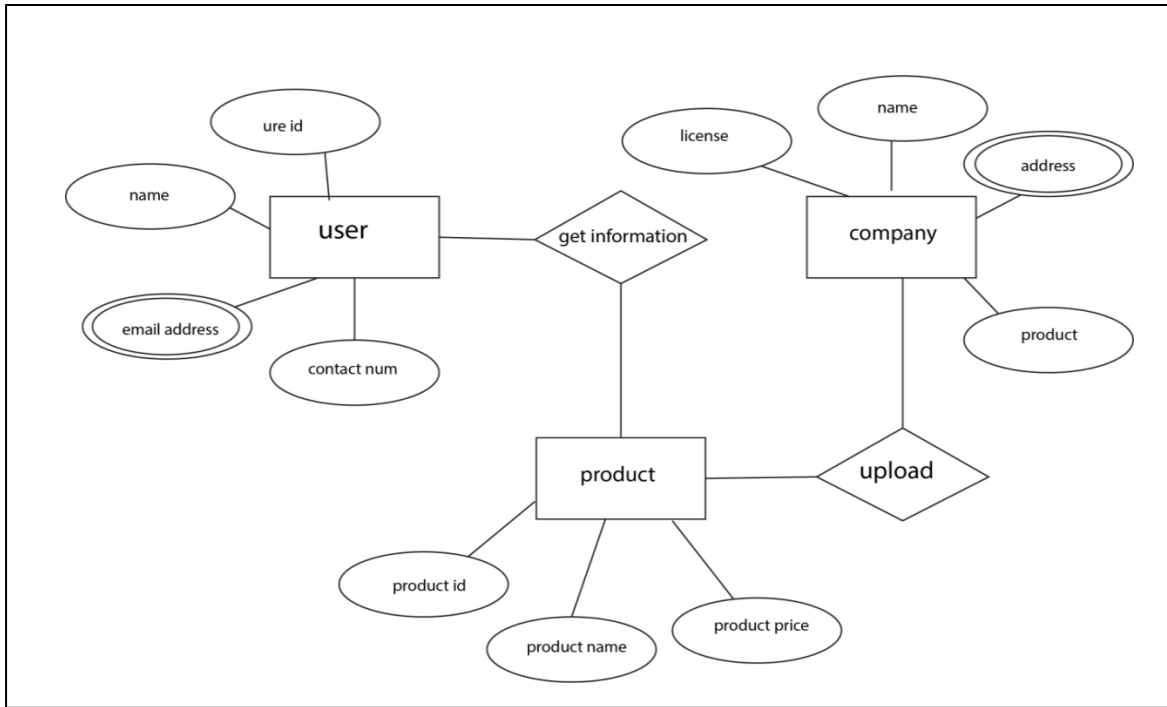 ure id
name
license
name
address
user
get information
company
email address
contact num
product
product
upload
product id
product name
product price